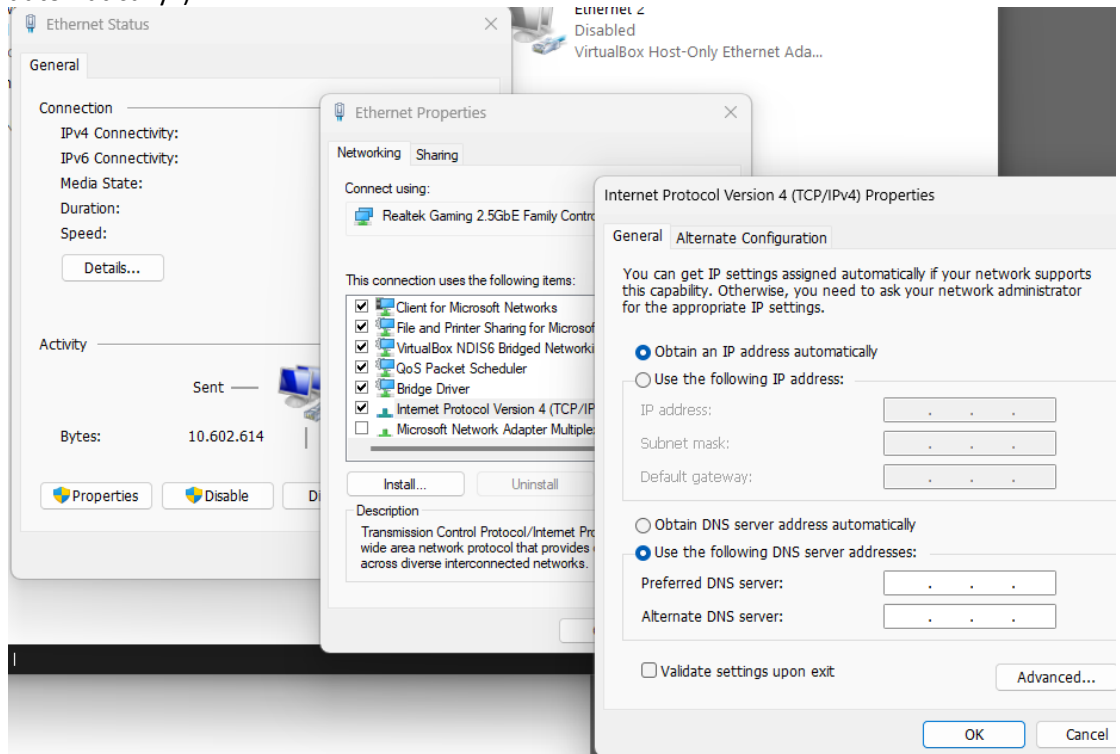 Ethernet 2
Disabled
VirtualBox Host-Only Ethernet Ada...
Ethernet Status
General
Connection
IPv4 Connectivity:
IPv6 Connectivity:
Media State:
Duration:
Speed:
Details...
Activity
Sent
Bytes: 10.602.614
Properties
Disable
Ethernet Properties
Networking
Sharing
Connect using:
Realtek Gaming 2.5GbE Family
This connection uses the following items:
Client for Microsoft Networks
File and Printer Sharing for
VirtualBox NDIS6 Bridged
QoS Packet Scheduler
Bridge Driver
Internet Protocol Version 4
Microsoft Network Adapter
Install...
Uninstall
Description
Transmission Control Protocol/Internet
wide area network protocol that provides
across diverse interconnected networks.
Internet Protocol Version 4 (TCP/IPv4) Properties
General
Alternate Configuration
You can get IP settings assigned automatically if your network supports
this capability. Otherwise, you need to ask your network administrator
for the appropriate IP settings.
Obtain an IP address automatically
Use the following IP address:
IP address:
Subnet mask:
Default gateway:
Obtain DNS server address automatically
Use the following DNS server addresses:
Preferred DNS server:
Alternate DNS server:
Validate settings upon exit
Advanced...
OK
Cancel